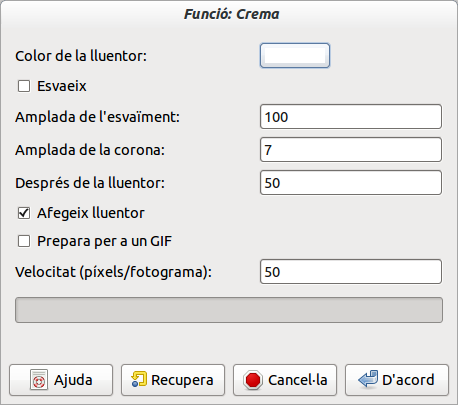 Funció: Crema
Color de la lluentor:
Esvaeix
Amplada de l'esvaïment: 100
Amplada de la corona: 7
Després de la lluentor: 50
Afegeix lluentor
Prepara per a un GIF
Velocitat (píxels/fotograma): 50
Ajuda Recupera Cancel·la D'acord